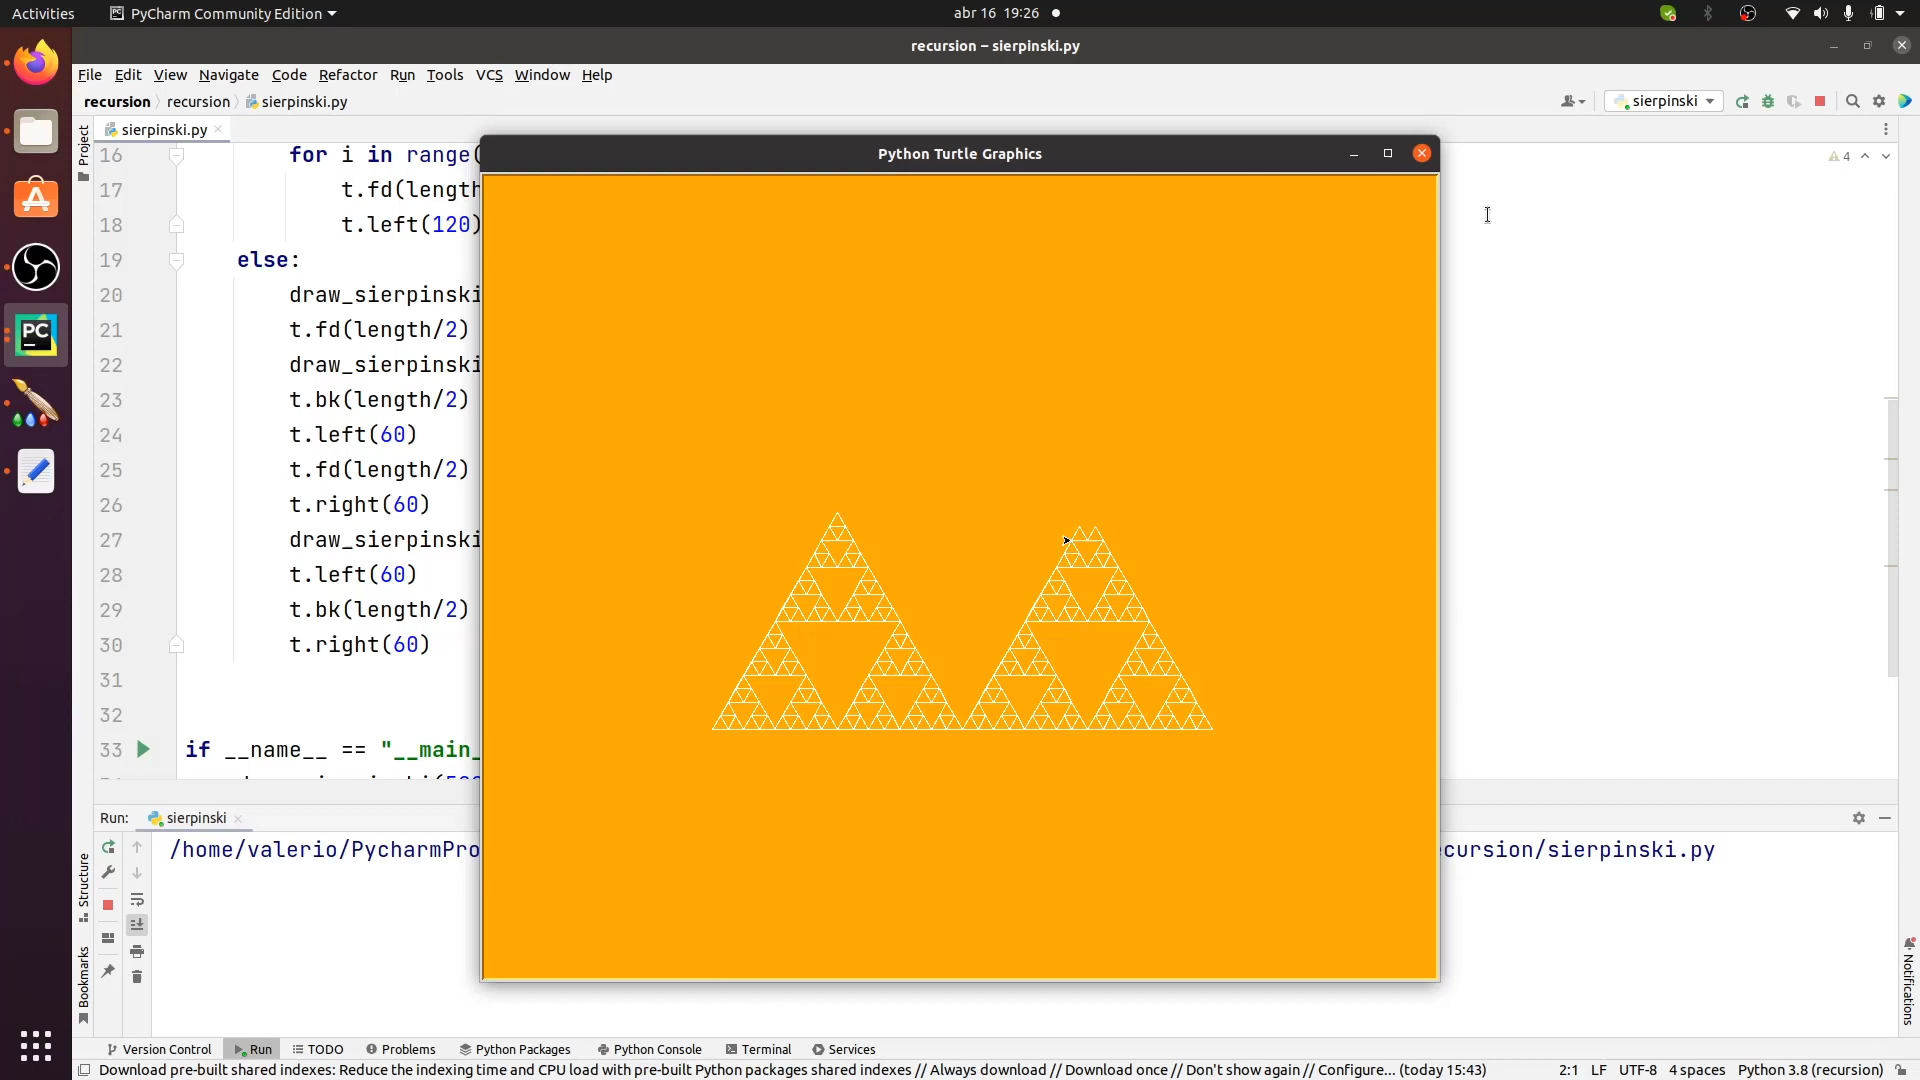 Activities
PyCharm Community Edition
abr 16 19:26
recursion – sierpinski.py
File Edit View Navigate Code Refactor Run Tools VCS Window Help
recursion recursion sierpinski.py
sierpinski
Project
sierpinski.py
4
Python Turtle Graphics
16 for i in range(
17 t.fd(length
18 t.left(120)
19 else:
20 draw_sierpinski
21 t.fd(length/2)
22 draw_sierpinski
23 t.bk(length/2)
24 t.left(60)
25 t.fd(length/2)
26 t.right(60)
27 draw_sierpinski
28 t.left(60)
29 t.bk(length/2)
30 t.right(60)
31
32
33 if __name__ == "__main_
Run: sierpinski
/home/valerio/PycharmPro
ecursion/sierpinski.py
Structure
Bookmarks
Notifications
Version Control Run TODO Problems Python Packages Python Console Terminal Services
Download pre-built shared indexes: Reduce the indexing time and CPU load with pre-built Python packages shared indexes // Always download // Download once // Don't show again // Configure... (today 15:43)
2:1 LF UTF-8 4 spaces Python 3.8 (recursion)